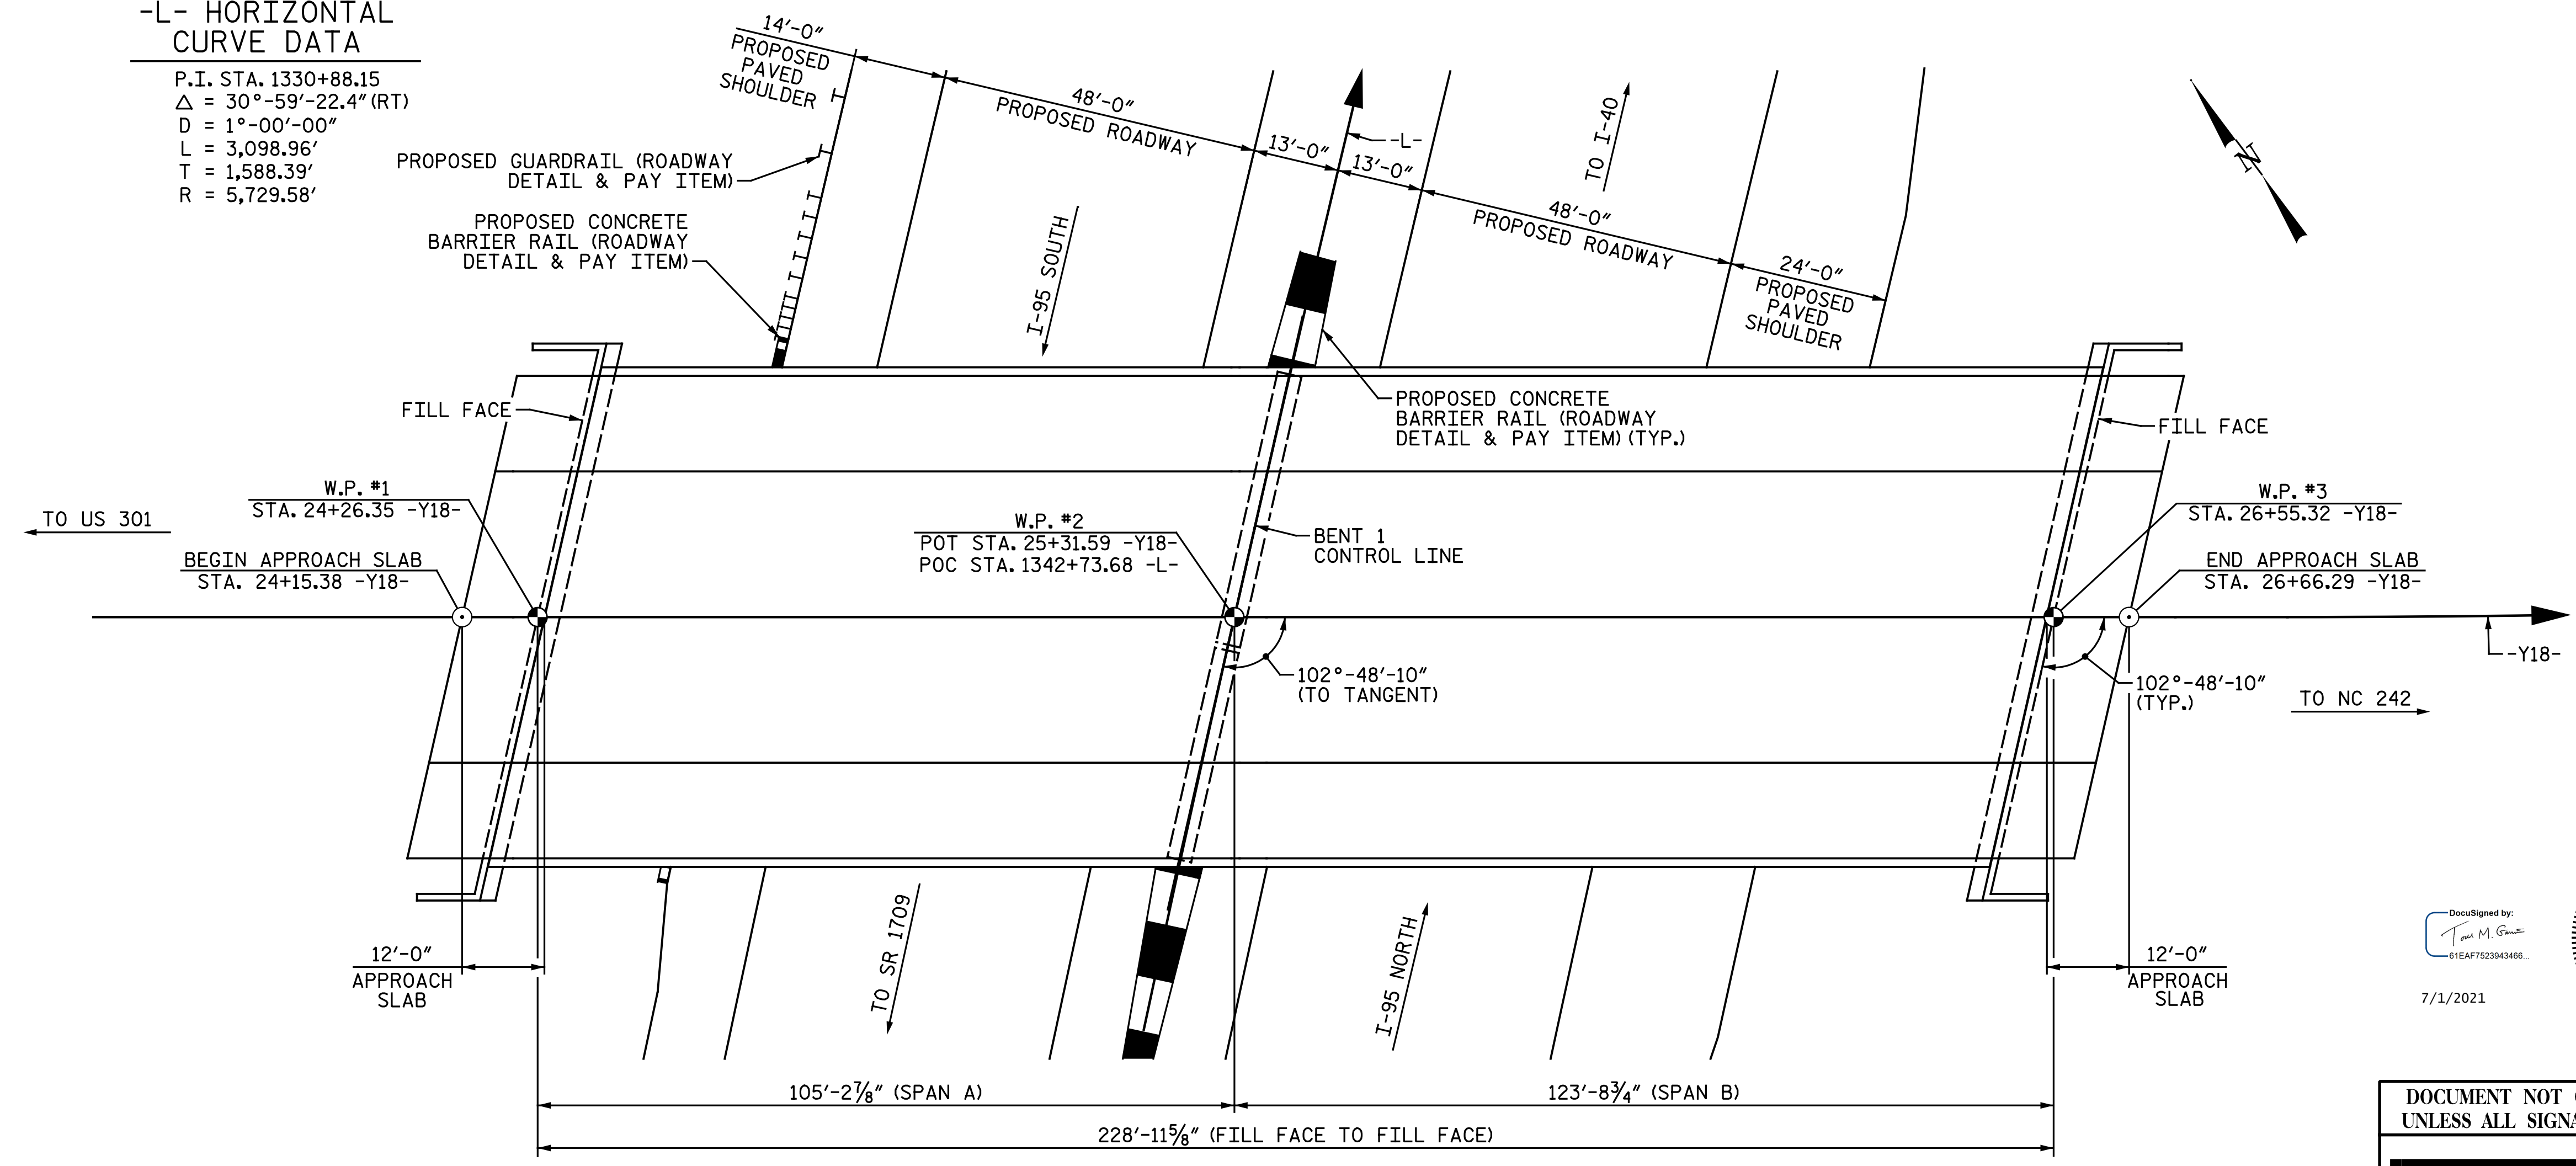 -L- HORIZONTAL
CURVE DATA
P.I. STA. 1330+88.15
△ = 30°-59′-22.4″(RT)
D = 1°-00′-00″
L = 3,098.96′
T = 1,588.39′
R = 5,729.58′
14′-0″
PROPOSED
PAVED
SHOULDER
48′-0″
PROPOSED ROADWAY
13′-0″
13′-0″
-L-
48′-0″
PROPOSED ROADWAY
24′-0″
PROPOSED
PAVED
SHOULDER
TO I-40
N
I-95 SOUTH
PROPOSED GUARDRAIL (ROADWAY
DETAIL & PAY ITEM)
PROPOSED CONCRETE
BARRIER RAIL (ROADWAY
DETAIL & PAY ITEM)
PROPOSED CONCRETE
BARRIER RAIL (ROADWAY
DETAIL & PAY ITEM) (TYP.)
FILL FACE
FILL FACE
W.P. #1
STA. 24+26.35 -Y18-
TO US 301
BEGIN APPROACH SLAB
STA. 24+15.38 -Y18-
W.P. #2
POT STA. 25+31.59 -Y18-
POC STA. 1342+73.68 -L-
BENT 1
CONTROL LINE
W.P. #3
STA. 26+55.32 -Y18-
END APPROACH SLAB
STA. 26+66.29 -Y18-
-Y18-
102°-48′-10″
(TO TANGENT)
102°-48′-10″
(TYP.)
TO NC 242
12′-0″
APPROACH
SLAB
TO SR 1709
I-95 NORTH
12′-0″
APPROACH
SLAB
DocuSigned by:
61EAF7523943466...
7/1/2021
105′-2⅞″ (SPAN A)
123′-8¾″ (SPAN B)
228′-11⅝″ (FILL FACE TO FILL FACE)
DOCUMENT NOT
UNLESS ALL